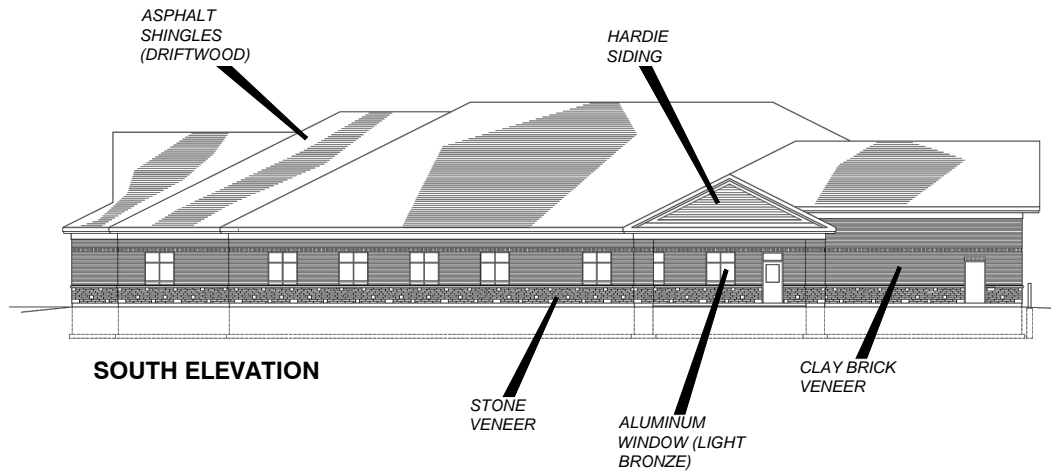 ASPHALT
SHINGLES
(DRIFTWOOD)
HARDIE
SIDING
SOUTH ELEVATION
STONE
VENEER
ALUMINUM
WINDOW (LIGHT
BRONZE)
CLAY BRICK
VENEER